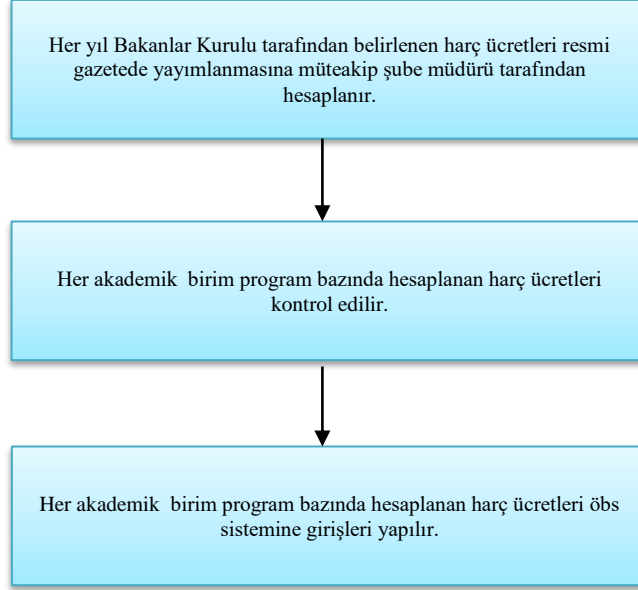 Her yıl Bakanlar Kurulu tarafından belirlenen harç ücretleri resmi
gazetede yayımlanmasına müteakip şube müdürü tarafından
hesaplanır.
Her akademik birim program bazında hesaplanan harç ücretleri
kontrol edilir.
Her akademik birim program bazında hesaplanan harç ücretleri öbs
sistemine girişleri yapılır.